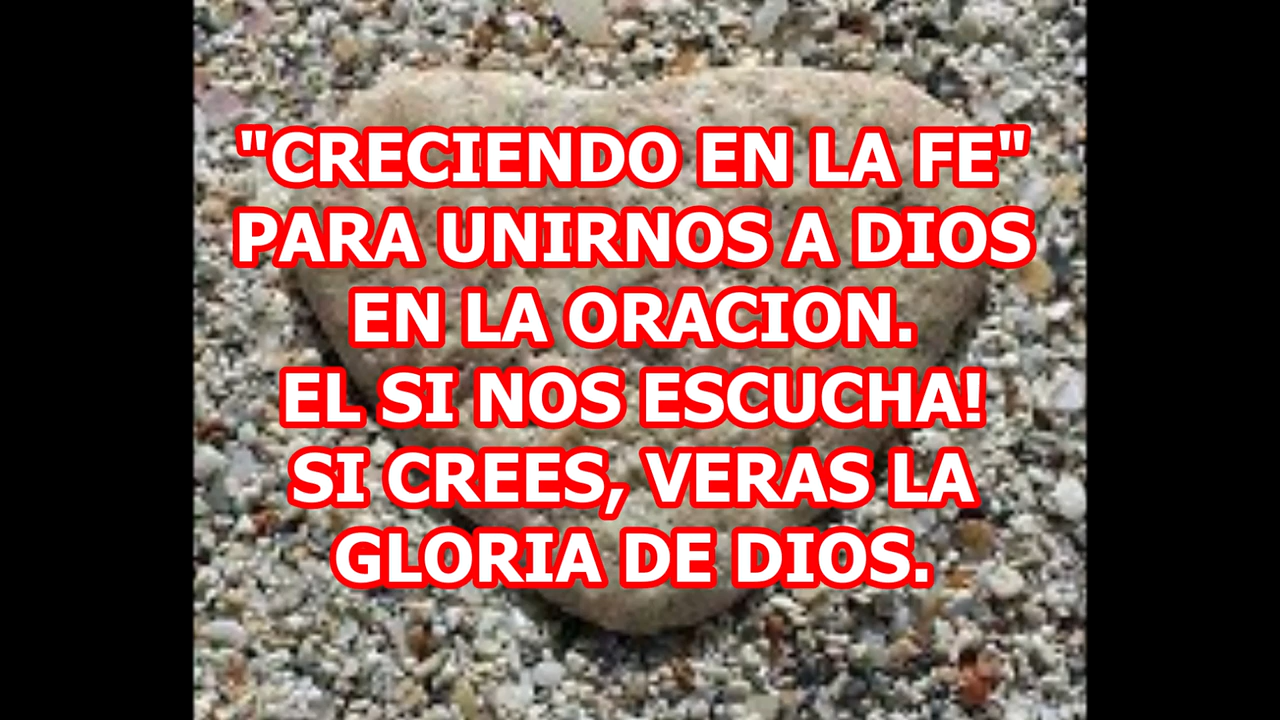 "CRECIENDO EN LA FE"
PARA UNIRNOS A DIOS
EN LA ORACION.
EL SI NOS ESCUCHA!
SI CREES, VERAS LA
GLORIA DE DIOS.